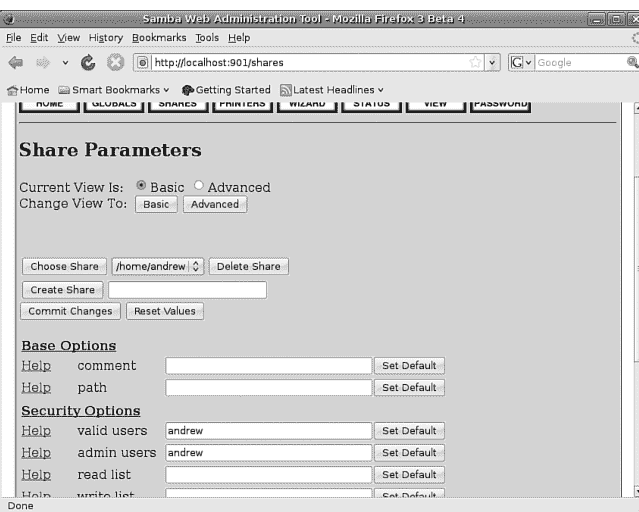 Samba Web Administration Tool - Mozilla Firefox 3 Beta 4
File Edit View History Bookmarks Tools Help
http://localhost:901/shares
G Google
Home Smart Bookmarks Getting Started Latest Headlines
HOME GLOBALS SHARES PRINTERS WIZARD STATUS VIEW PASSWORD
Share Parameters
Current View Is: Basic Advanced
Change View To: Basic Advanced
Choose Share /home/andrew Delete Share
Create Share
Commit Changes Reset Values
Base Options
Help comment Set Default
Help path Set Default
Security Options
Help valid users andrew Set Default
Help admin users andrew Set Default
Help read list Set Default
Help write list Set Default
Done